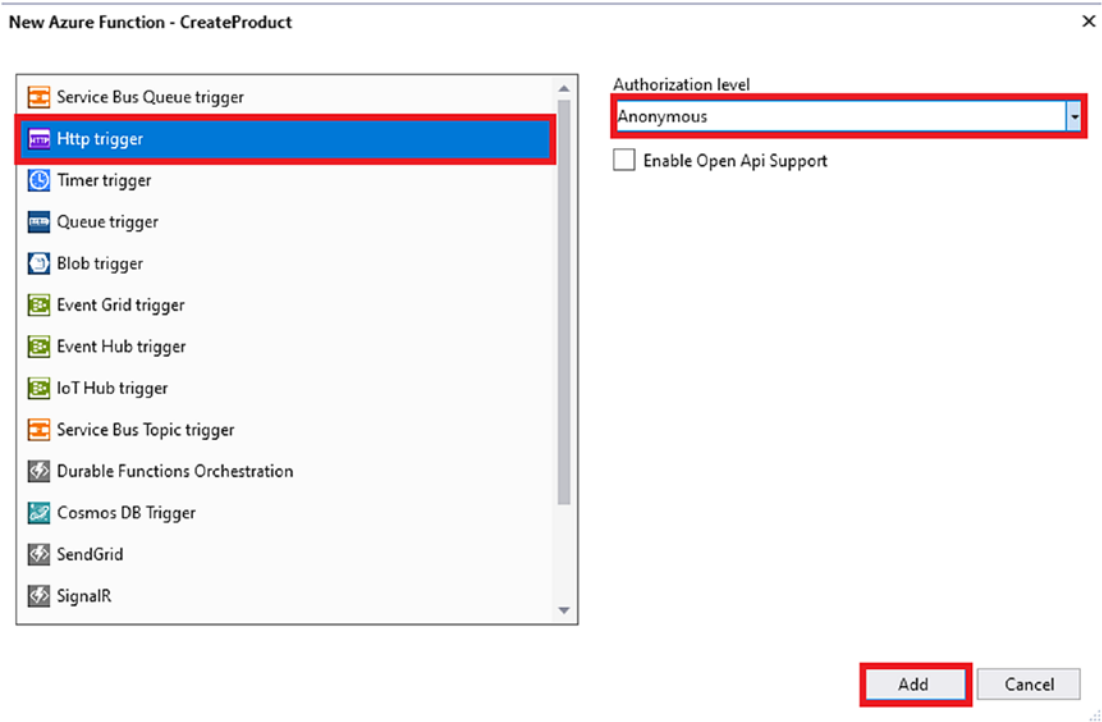 New Azure Function - CreateProduct
Service Bus Queue trigger
HTTP
Http trigger
Timer trigger
Queue trigger
Blob trigger
Event Grid trigger
Event Hub trigger
IoT Hub trigger
Service Bus Topic trigger
Durable Functions Orchestration
Cosmos DB Trigger
SendGrid
SignalR
Authorization level
Anonymous
Enable Open Api Support
Add
Cancel